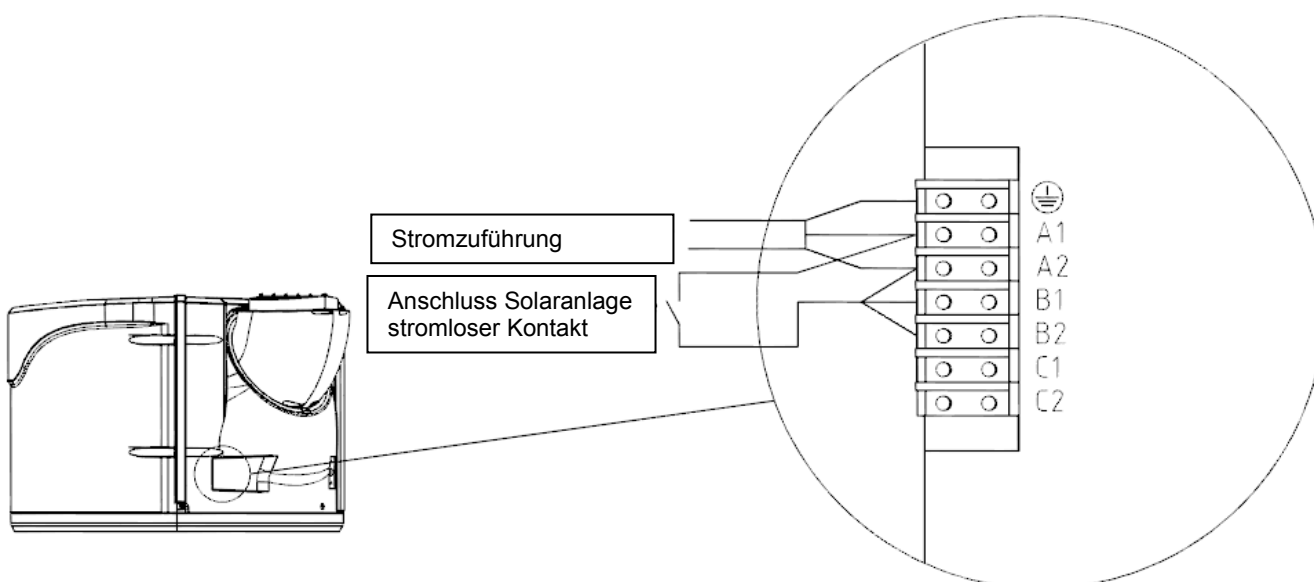 Stromzuführung
Anschluss Solaranlage
stromloser Kontakt
A1
A2
B1
B2
C1
C2